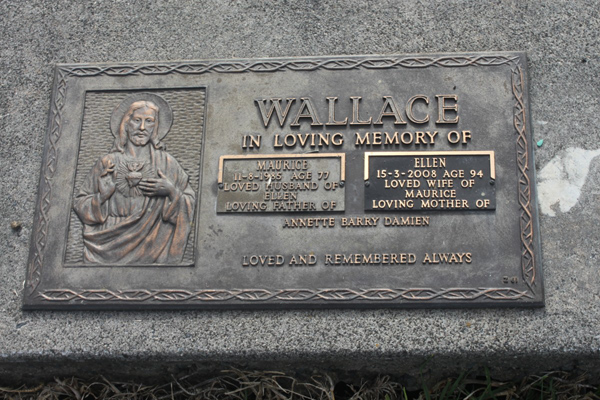 WALLACE
IN LOVING MEMORY OF
MAURICE
11-8-1985 AGE 77
LOVED HUSBAND OF
ELLEN
LOVING FATHER OF
ELLEN
15-3-2008 AGE 94
LOVED WIFE OF
MAURICE
LOVING MOTHER OF
ANNETTE BARRY DAMIEN
LOVED AND REMEMBERED ALWAYS